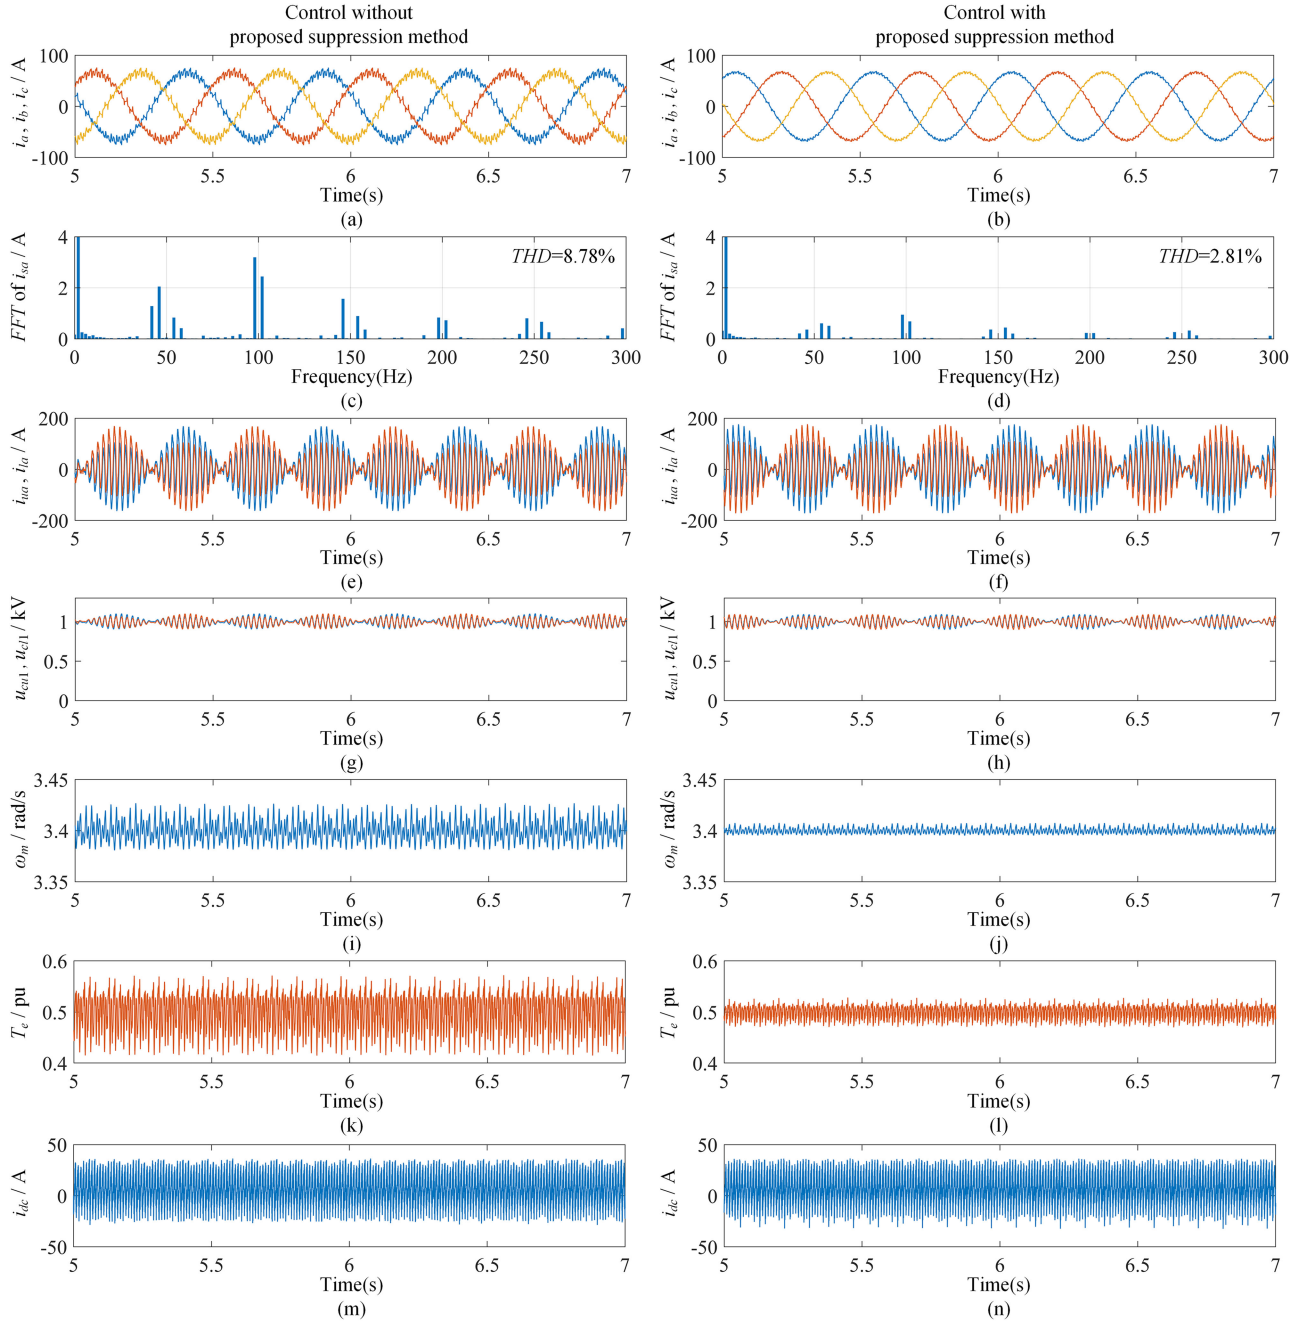 Control without
proposed suppression method
Control with
proposed suppression method
100
0
-100
i_a , i_b , i_c / A
5 5.5 6 6.5 7
Time(s)
(a)
100
0
-100
i_a , i_b , i_c / A
5 5.5 6 6.5 7
Time(s)
(b)
4
2
0
FFT of i_sa / A
THD=8.78%
0 50 100 150 200 250 300
Frequency(Hz)
(c)
4
2
0
FFT of i_sa / A
THD=2.81%
0 50 100 150 200 250 300
Frequency(Hz)
(d)
200
0
-200
i_ua , i_la / A
5 5.5 6 6.5 7
Time(s)
(e)
200
0
-200
i_ua , i_la / A
5 5.5 6 6.5 7
Time(s)
(f)
1
0.5
0
u_cu1 , u_cl1 / kV
5 5.5 6 6.5 7
Time(s)
(g)
1
0.5
0
u_cu1 , u_cl1 / kV
5 5.5 6 6.5 7
Time(s)
(h)
3.45
3.4
3.35
ω_m / rad/s
5 5.5 6 6.5 7
Time(s)
(i)
3.45
3.4
3.35
ω_m / rad/s
5 5.5 6 6.5 7
Time(s)
(j)
0.6
0.5
0.4
T_e / pu
5 5.5 6 6.5 7
Time(s)
(k)
0.6
0.5
0.4
T_e / pu
5 5.5 6 6.5 7
Time(s)
(l)
50
0
-50
i_dc / A
5 5.5 6 6.5 7
Time(s)
(m)
50
0
-50
i_dc / A
5 5.5 6 6.5 7
Time(s)
(n)